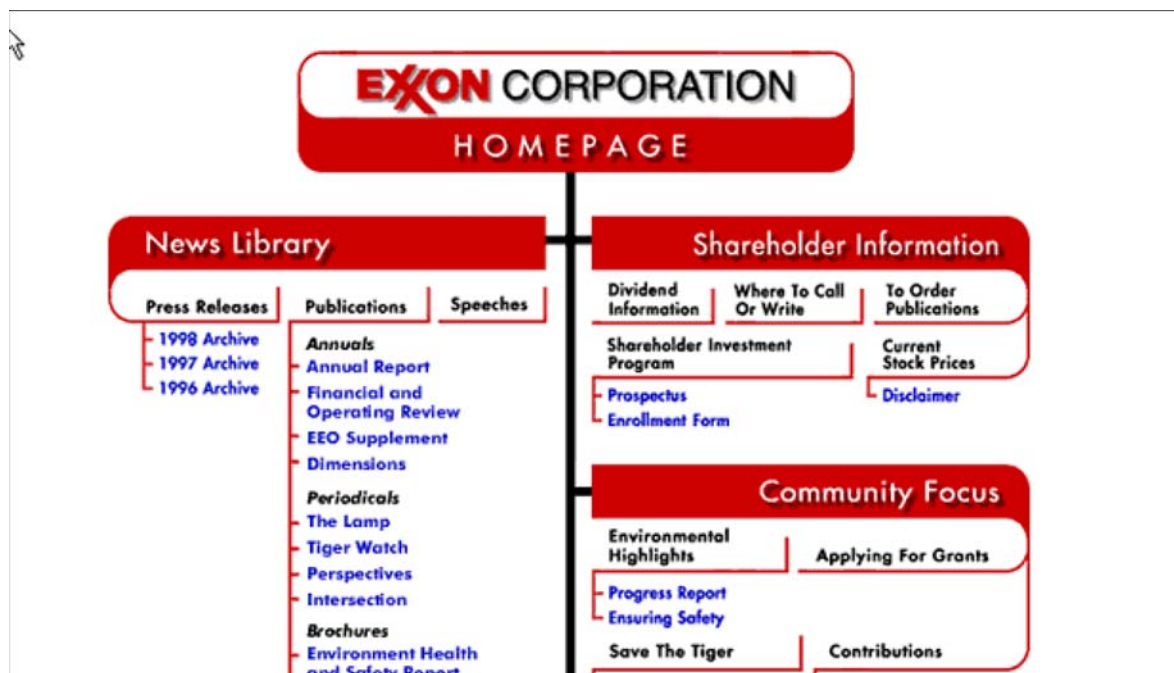 EXXON CORPORATION
HOMEPAGE
News Library
Press Releases
1998 Archive
1997 Archive
1996 Archive
Publications
Annuals
Annual Report
Financial and
Operating Review
EEO Supplement
Dimensions
Periodicals
The Lamp
Tiger Watch
Perspectives
Intersection
Brochures
Environment Health
and Safety Report
Speeches
Shareholder Information
Dividend
Information
Where To Call
Or Write
To Order
Publications
Shareholder Investment
Program
Prospectus
Enrollment Form
Current
Stock Prices
Disclaimer
Community Focus
Environmental
Highlights
Progress Report
Ensuring Safety
Applying For Grants
Save The Tiger
Contributions